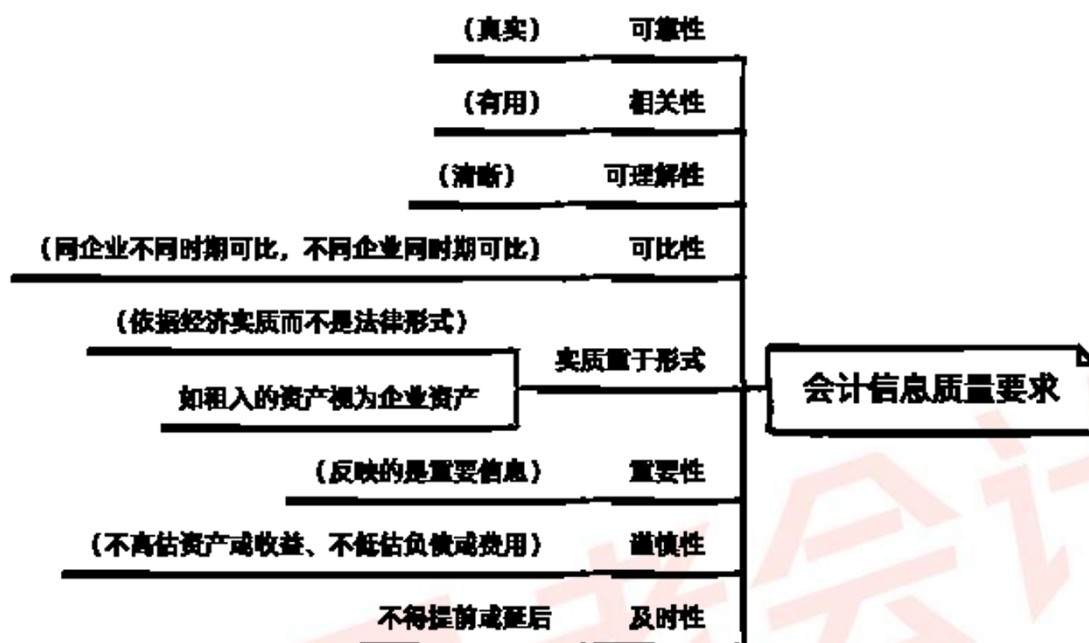 （真实） 可靠性
（有用） 相关性
（清晰） 可理解性
（同企业不同时期可比，不同企业同时期可比） 可比性
（依据经济实质而不是法律形式）
实质重于形式
会计信息质量要求
如租入的资产视为企业资产
（反映的是重要信息） 重要性
（不高估资产或收益、不低估负债或费用） 谨慎性
不得提前或延后 及时性